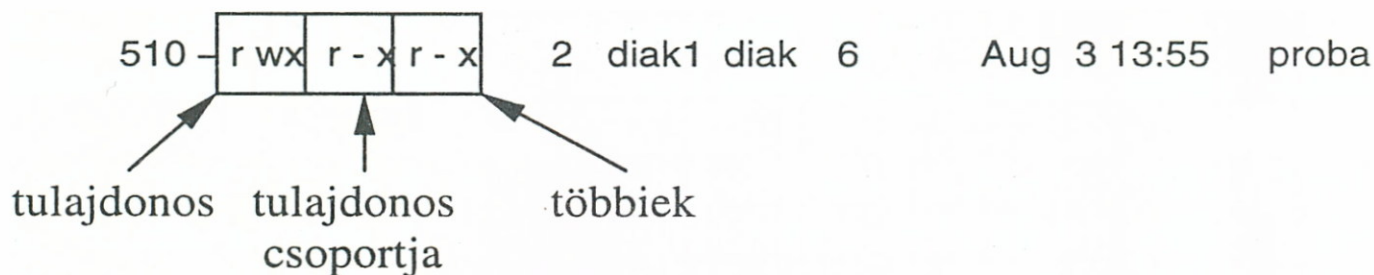 510 - rwx r - x r - x 2 diak1 diak 6 Aug 3 13:55 proba
tulajdonos tulajdonos csoportja többiek